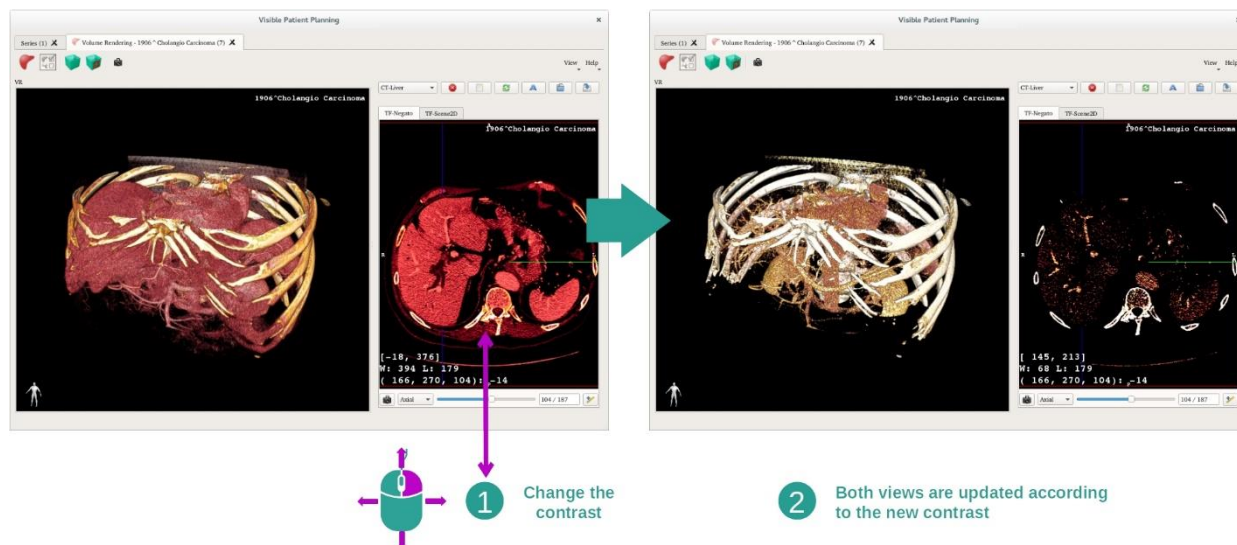 Visible Patient Planning
Series (1) Volume Rendering - 1906 ^ Cholangio Carcinoma (7)
View Help
VR
1906^Cholangio Carcinoma
CT-Liver
TF-Negato TF-Scene2D
1906^Cholangio Carcinoma
R
[-18, 376]
W: 394 L: 179
( 166, 270, 104): -14
Axial 104 / 187
Visible Patient Planning
Series (1) Volume Rendering - 1906 ^ Cholangio Carcinoma (7)
View Help
VR
1906^Cholangio Carcinoma
CT-Liver
TF-Negato TF-Scene2D
1906^Cholangio Carcinoma
R
[ 145, 213]
W: 68 L: 179
( 166, 270, 104): -14
Axial 104 / 187
1 Change the
contrast
2 Both views are updated according
to the new contrast